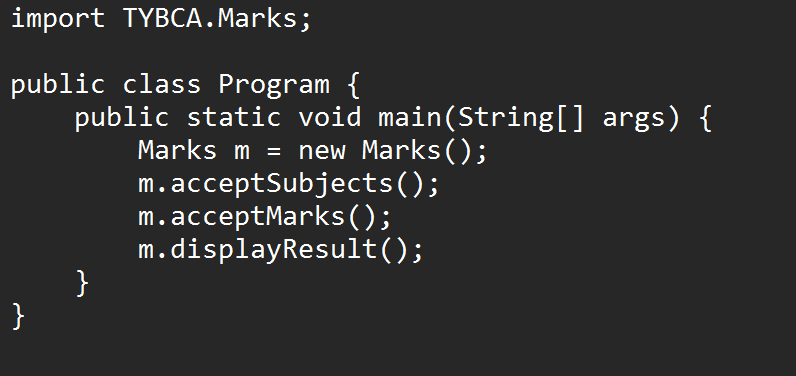 import TYBCA.Marks;

public class Program {
    public static void main(String[] args) {
        Marks m = new Marks();
        m.acceptSubjects();
        m.acceptMarks();
        m.displayResult();
    }
}